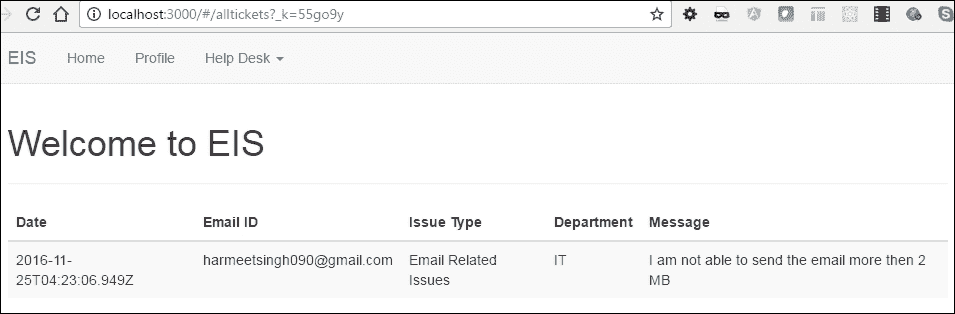 localhost:3000/#/alltickets?_k=55go9y
EIS Home Profile Help Desk
Welcome to EIS
Date Email ID Issue Type Department Message
2016-11- harmeetsingh090@gmail.com Email Related IT I am not able to send the email more then 2
25T04:23:06.949Z Issues MB